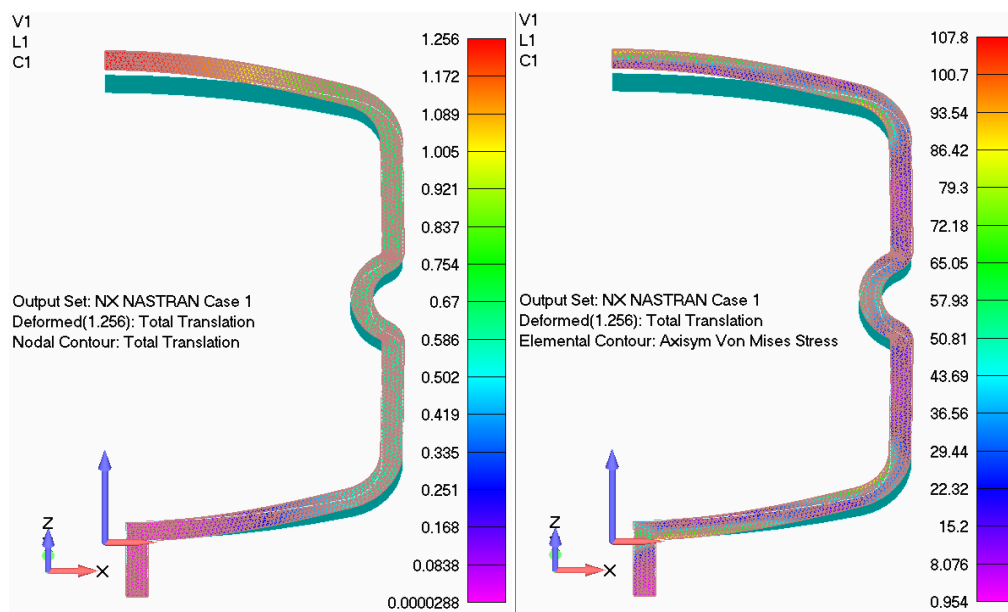 V1
L1
C1
Output Set: NX NASTRAN Case 1
Deformed(1.256): Total Translation
Nodal Contour: Total Translation
Z
X
1.256
1.172
1.089
1.005
0.921
0.837
0.754
0.67
0.586
0.502
0.419
0.335
0.251
0.168
0.0838
0.0000288
V1
L1
C1
Output Set: NX NASTRAN Case 1
Deformed(1.256): Total Translation
Elemental Contour: Axisym Von Mises Stress
Z
X
107.8
100.7
93.54
86.42
79.3
72.18
65.05
57.93
50.81
43.69
36.56
29.44
22.32
15.2
8.076
0.954